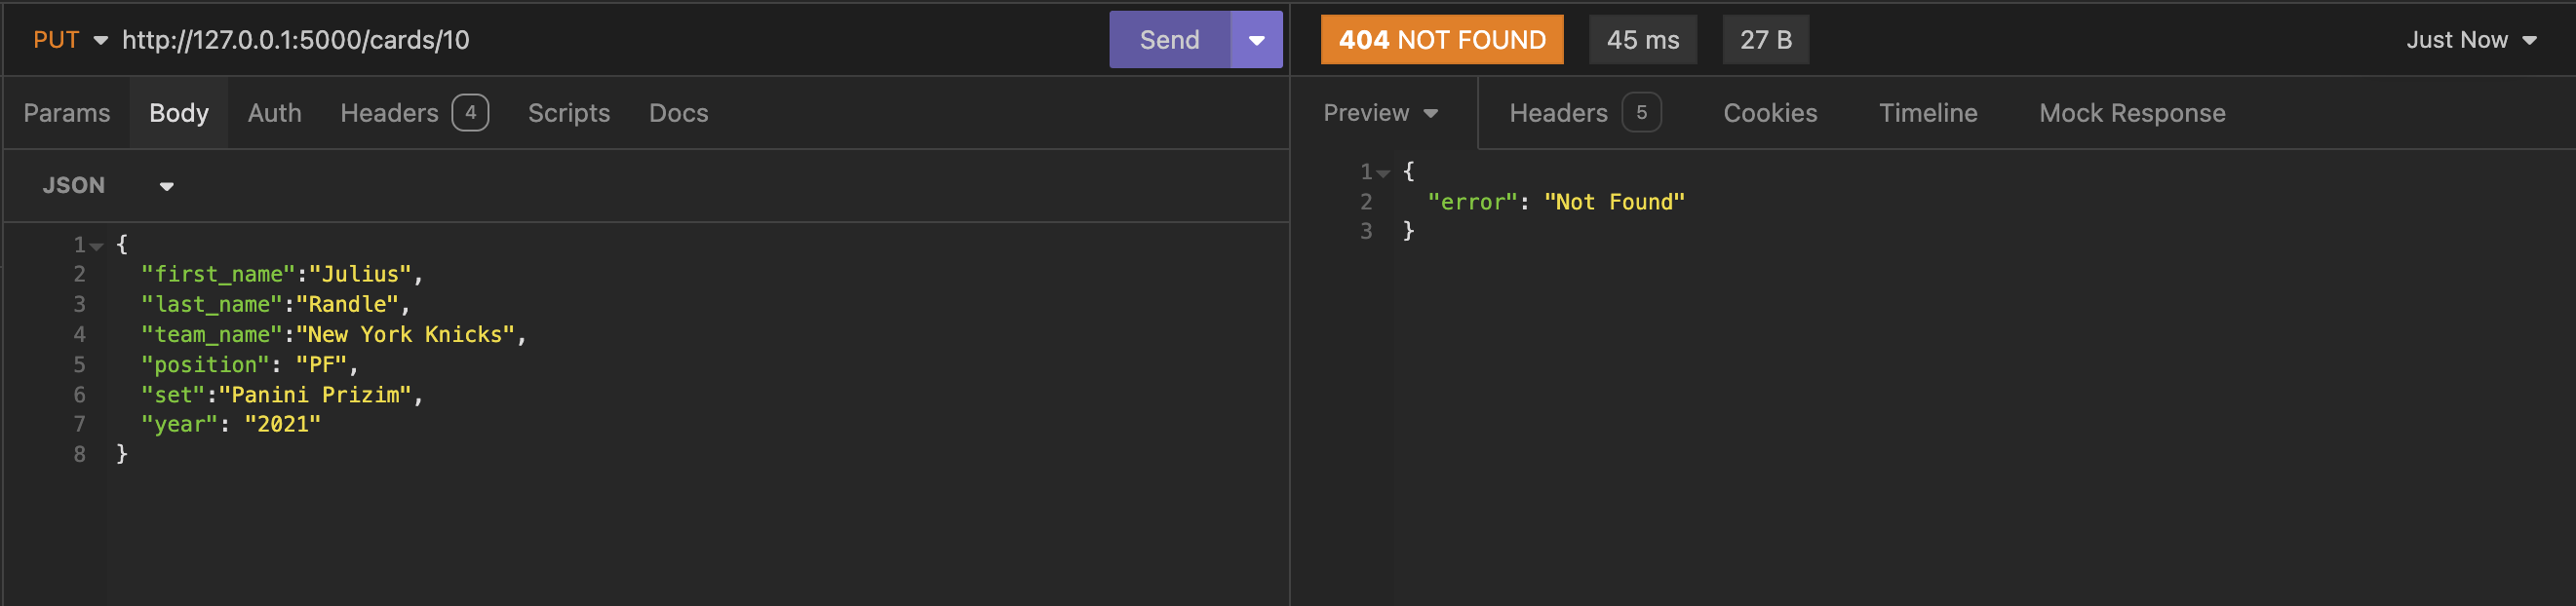 PUT http://127.0.0.1:5000/cards/10 Send
404 NOT FOUND 45 ms 27 B Just Now
Params Body Auth Headers 4 Scripts Docs
Preview Headers 5 Cookies Timeline Mock Response
JSON
1 {
2 "first_name":"Julius",
3 "last_name":"Randle",
4 "team_name":"New York Knicks",
5 "position": "PF",
6 "set":"Panini Prizim",
7 "year": "2021"
8 }
1 {
2 "error": "Not Found"
3 }